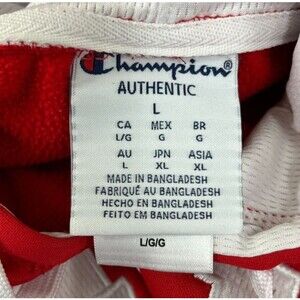 Champion
AUTHENTIC
L
CA MEX BR
L/G G G
AU JPN ASIA
L XL XL
MADE IN BANGLADESH
FABRIQUÉ AU BANGLADESH
HECHO EN BANGLADESH
FEITO EM BANGLADESH
L/G/G